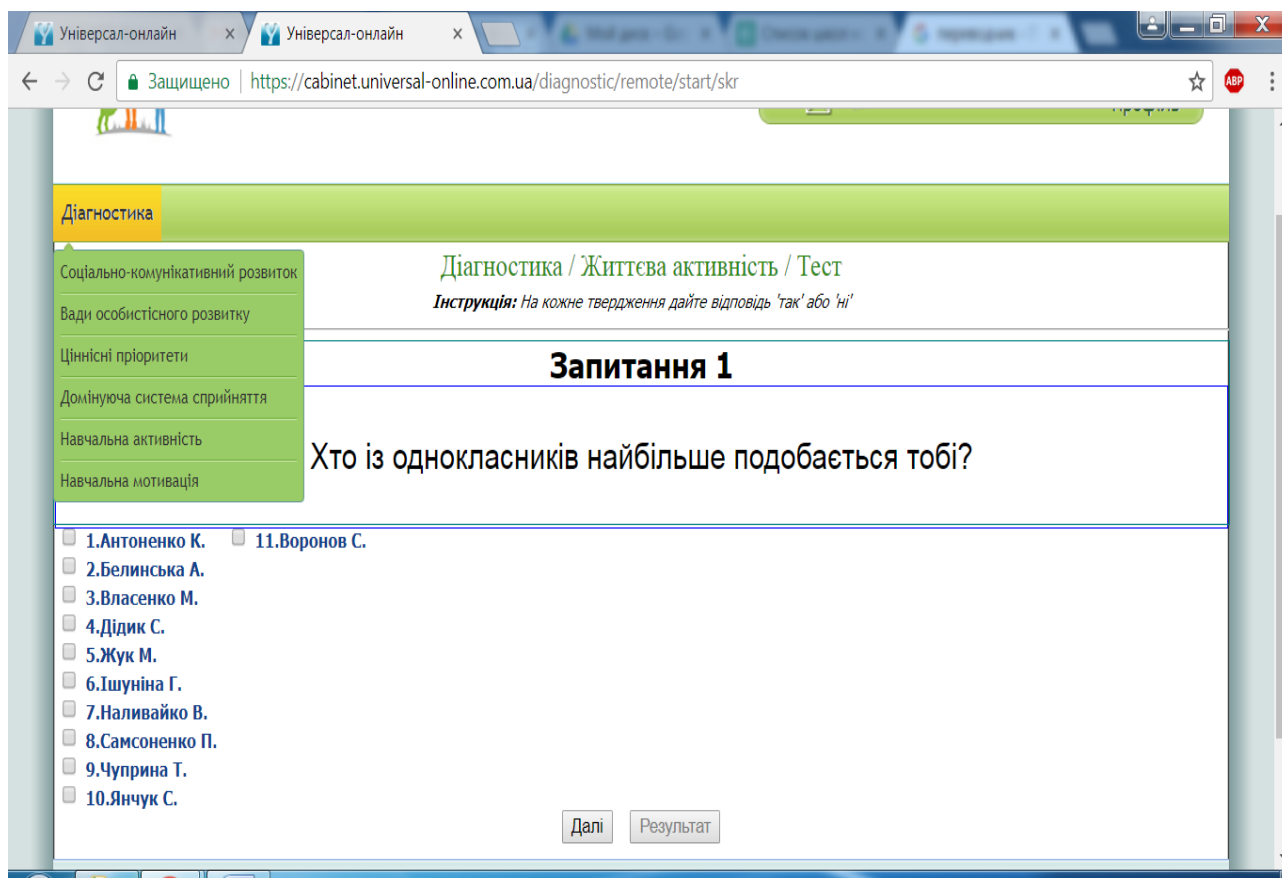 Універсал-онлайн
Універсал-онлайн
Защищено
https://cabinet.universal-online.com.ua/diagnostic/remote/start/skr
ABP
Діагностика
Соціально-комунікативний розвиток
Вади особистісного розвитку
Ціннісні пріоритети
Домінуюча система сприйняття
Навчальна активність
Навчальна мотивація
Діагностика / Життєва активність / Тест
Інструкція: На кожне твердження дайте відповідь 'так' або 'ні'
Запитання 1
Хто із однокласників найбільше подобається тобі?
1.Антоненко К. 11.Воронов С.
2.Белинська А.
3.Власенко М.
4.Дідик С.
5.Жук М.
6.Ішуніна Г.
7.Наливайко В.
8.Самсоненко П.
9.Чуприна Т.
10.Янчук С.
Далі Результат